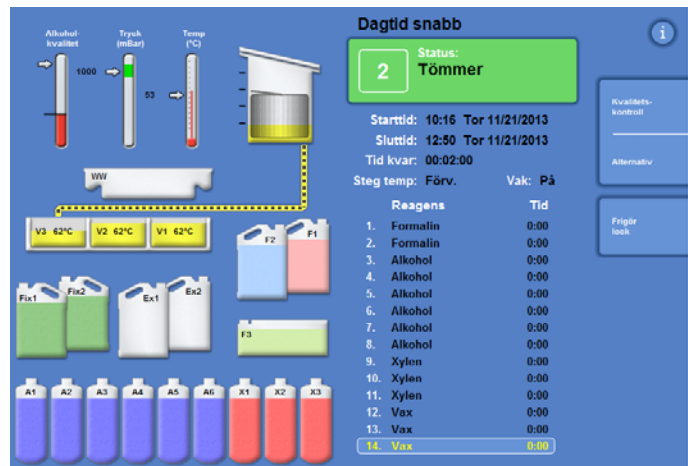 Alkohol-
kvalitet
Tryck
(mBar)
Temp
(°C)
1000
53
WW
V3 62°C
V2 62°C
V1 62°C
F2
F1
Fix1
Fix2
Ex1
Ex2
F3
A1
A2
A3
A4
A5
A6
X1
X2
X3
Dagtid snabb
2
Status:
Tömmer
Starttid: 10:16 Tor 11/21/2013
Sluttid: 12:50 Tor 11/21/2013
Tid kvar: 00:02:00
Steg temp: Förv. Vak: På
Reagens Tid
1. Formalin 0:00
2. Formalin 0:00
3. Alkohol 0:00
4. Alkohol 0:00
5. Alkohol 0:00
6. Alkohol 0:00
7. Alkohol 0:00
8. Alkohol 0:00
9. Xylen 0:00
10. Xylen 0:00
11. Xylen 0:00
12. Vax 0:00
13. Vax 0:00
14. Vax 0:00
i
Kvalitets-
kontroll
Alternativ
Frigör
lock